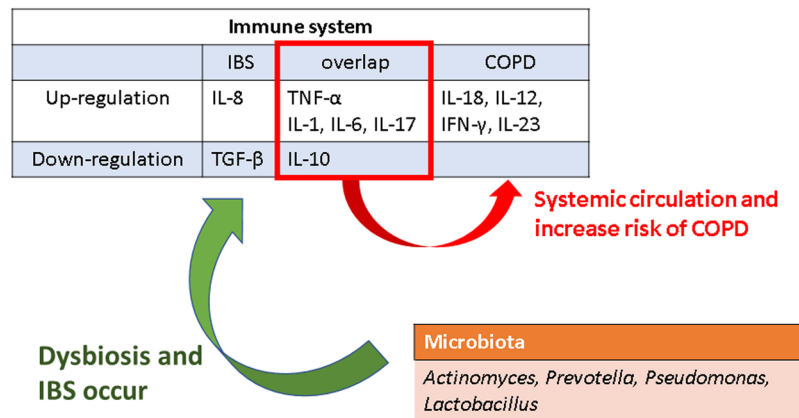 Immune system
IBS overlap COPD
Up-regulation IL-8 TNF-α IL-18, IL-12,
IL-1, IL-6, IL-17 IFN-γ, IL-23
Down-regulation TGF-β IL-10
Systemic circulation and
increase risk of COPD
Dysbiosis and
IBS occur
Microbiota
Actinomyces, Prevotella, Pseudomonas,
Lactobacillus